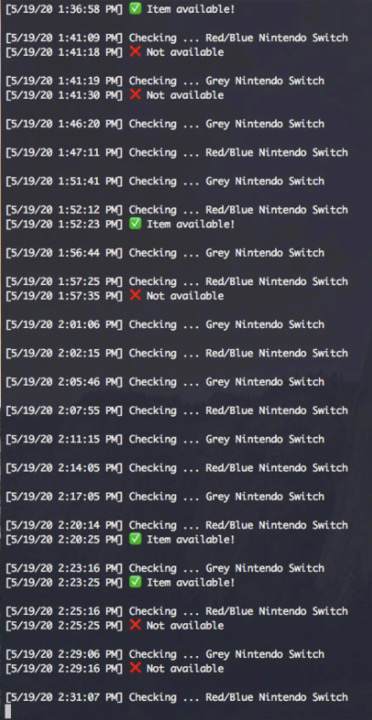 [5/19/20 1:36:58 PM] ✅ Item available!
[5/19/20 1:41:09 PM] Checking ... Red/Blue Nintendo Switch
[5/19/20 1:41:18 PM] ❌ Not available
[5/19/20 1:41:19 PM] Checking ... Grey Nintendo Switch
[5/19/20 1:41:30 PM] ❌ Not available
[5/19/20 1:46:20 PM] Checking ... Grey Nintendo Switch
[5/19/20 1:47:11 PM] Checking ... Red/Blue Nintendo Switch
[5/19/20 1:51:41 PM] Checking ... Grey Nintendo Switch
[5/19/20 1:52:12 PM] Checking ... Red/Blue Nintendo Switch
[5/19/20 1:52:23 PM] ✅ Item available!
[5/19/20 1:56:44 PM] Checking ... Grey Nintendo Switch
[5/19/20 1:57:25 PM] Checking ... Red/Blue Nintendo Switch
[5/19/20 1:57:35 PM] ❌ Not available
[5/19/20 2:01:06 PM] Checking ... Grey Nintendo Switch
[5/19/20 2:02:15 PM] Checking ... Red/Blue Nintendo Switch
[5/19/20 2:05:46 PM] Checking ... Grey Nintendo Switch
[5/19/20 2:07:55 PM] Checking ... Red/Blue Nintendo Switch
[5/19/20 2:11:15 PM] Checking ... Grey Nintendo Switch
[5/19/20 2:14:05 PM] Checking ... Red/Blue Nintendo Switch
[5/19/20 2:17:05 PM] Checking ... Grey Nintendo Switch
[5/19/20 2:20:14 PM] Checking ... Red/Blue Nintendo Switch
[5/19/20 2:20:25 PM] ✅ Item available!
[5/19/20 2:23:16 PM] Checking ... Grey Nintendo Switch
[5/19/20 2:23:25 PM] ✅ Item available!
[5/19/20 2:25:16 PM] Checking ... Red/Blue Nintendo Switch
[5/19/20 2:25:25 PM] ❌ Not available
[5/19/20 2:29:06 PM] Checking ... Grey Nintendo Switch
[5/19/20 2:29:16 PM] ❌ Not available
[5/19/20 2:31:07 PM] Checking ... Red/Blue Nintendo Switch